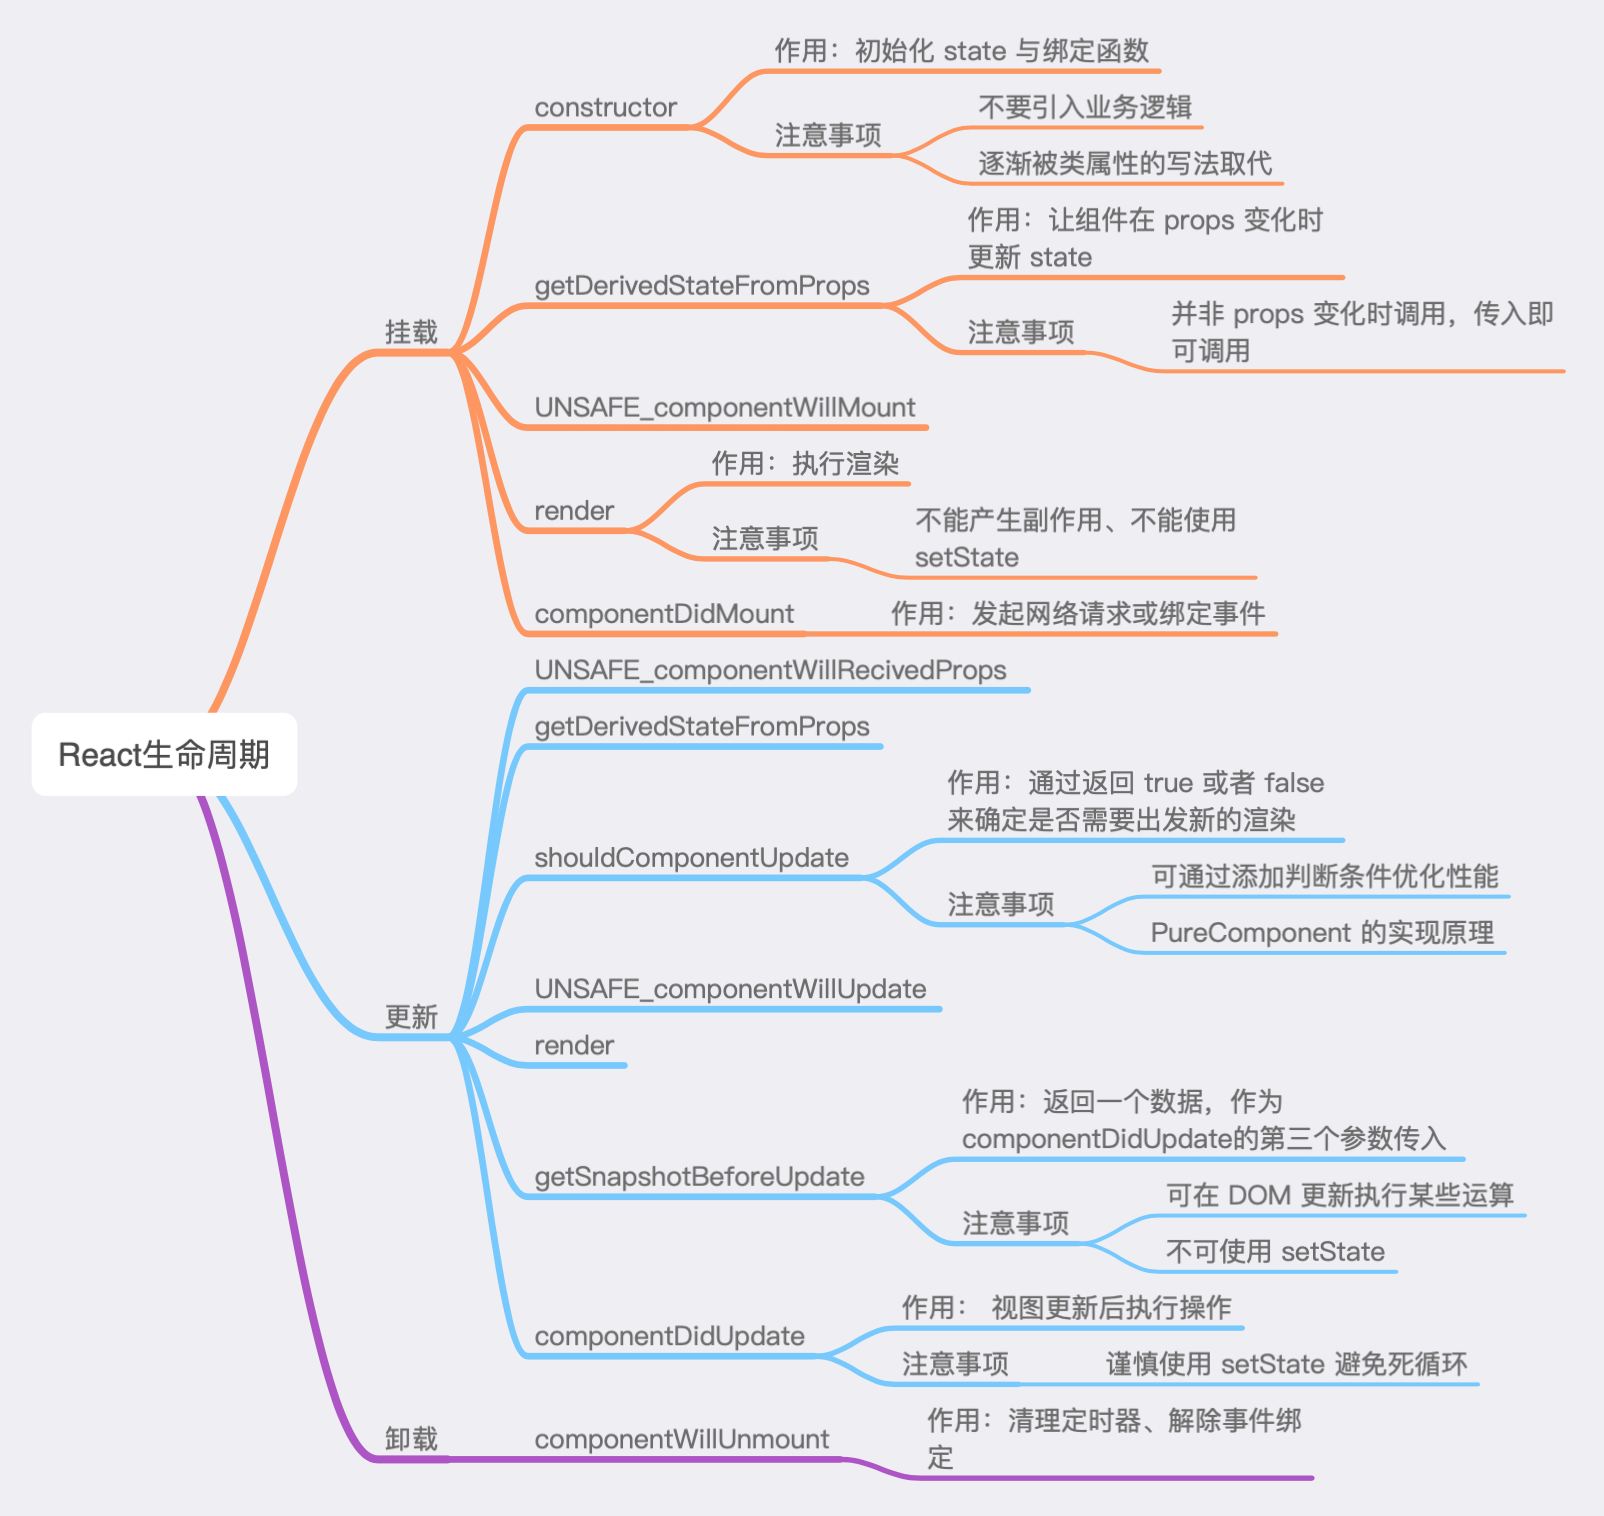 作用：初始化 state 与绑定函数
constructor
不要引入业务逻辑
注意事项
逐渐被类属性的写法取代
作用：让组件在 props 变化时
更新 state
getDerivedStateFromProps
并非 props 变化时调用，传入即
可调用
注意事项
挂载
UNSAFE_componentWillMount
作用：执行渲染
render
不能产生副作用、不能使用
setState
注意事项
componentDidMount
作用：发起网络请求或绑定事件
UNSAFE_componentWillRecivedProps
getDerivedStateFromProps
React生命周期
作用：通过返回 true 或者 false
来确定是否需要出发新的渲染
shouldComponentUpdate
可通过添加判断条件优化性能
注意事项
PureComponent 的实现原理
UNSAFE_componentWillUpdate
更新
render
作用：返回一个数据，作为
componentDidUpdate的第三个参数传入
getSnapshotBeforeUpdate
可在 DOM 更新执行某些运算
注意事项
不可使用 setState
作用： 视图更新后执行操作
componentDidUpdate
注意事项
谨慎使用 setState 避免死循环
卸载
componentWillUnmount
作用：清理定时器、解除事件绑
定